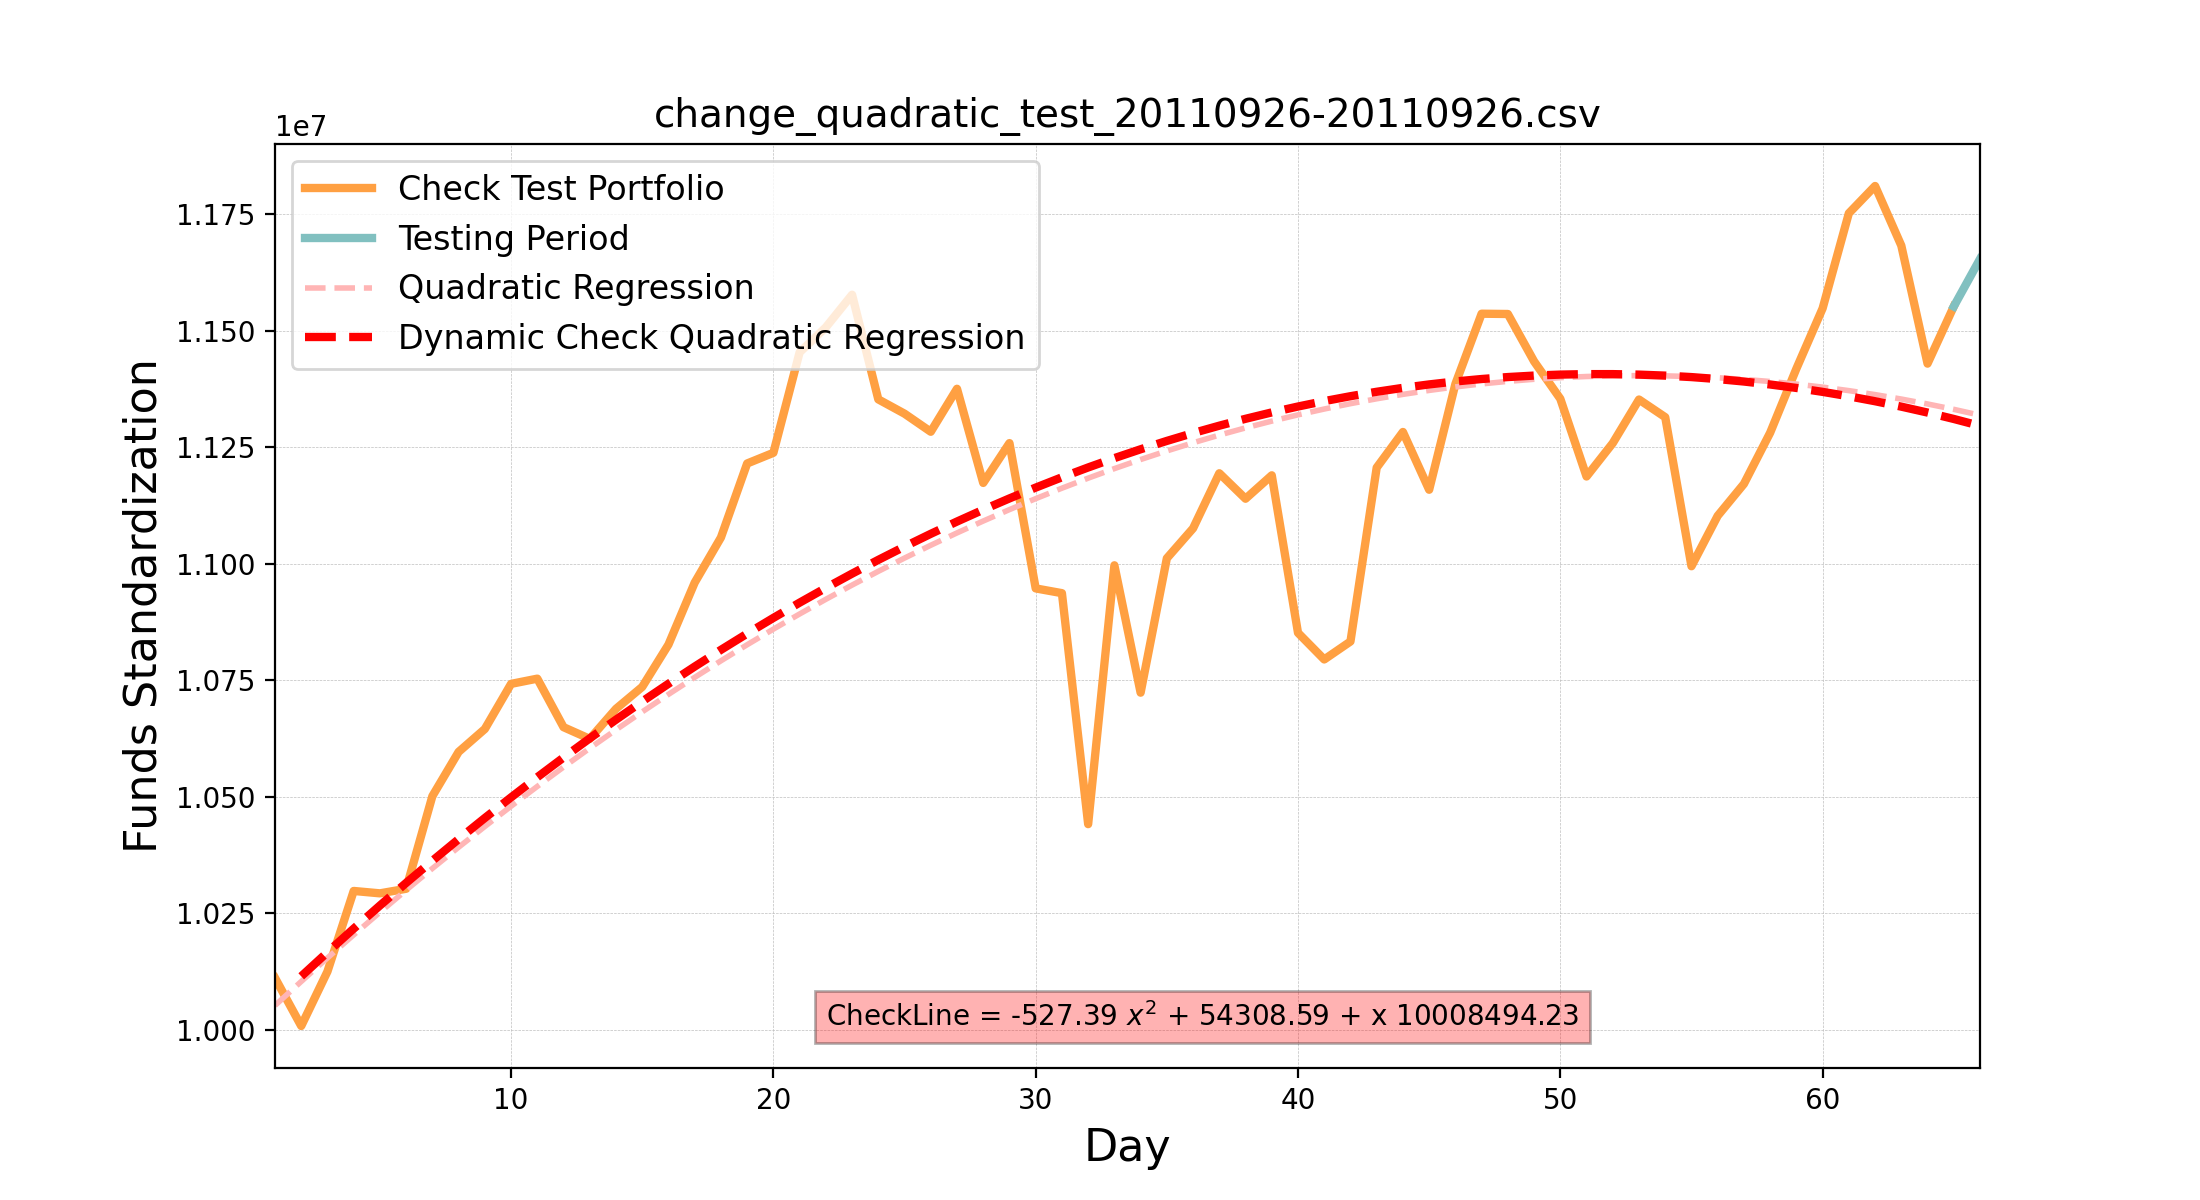 change_quadratic_test_20110926-20110926.csv
1e7
Check Test Portfolio
Testing Period
Quadratic Regression
Dynamic Check Quadratic Regression
1.175
1.150
1.125
1.100
1.075
1.050
1.025
1.000
Funds Standardization
CheckLine = -527.39 x² + 54308.59 + x 10008494.23
10 20 30 40 50 60
Day